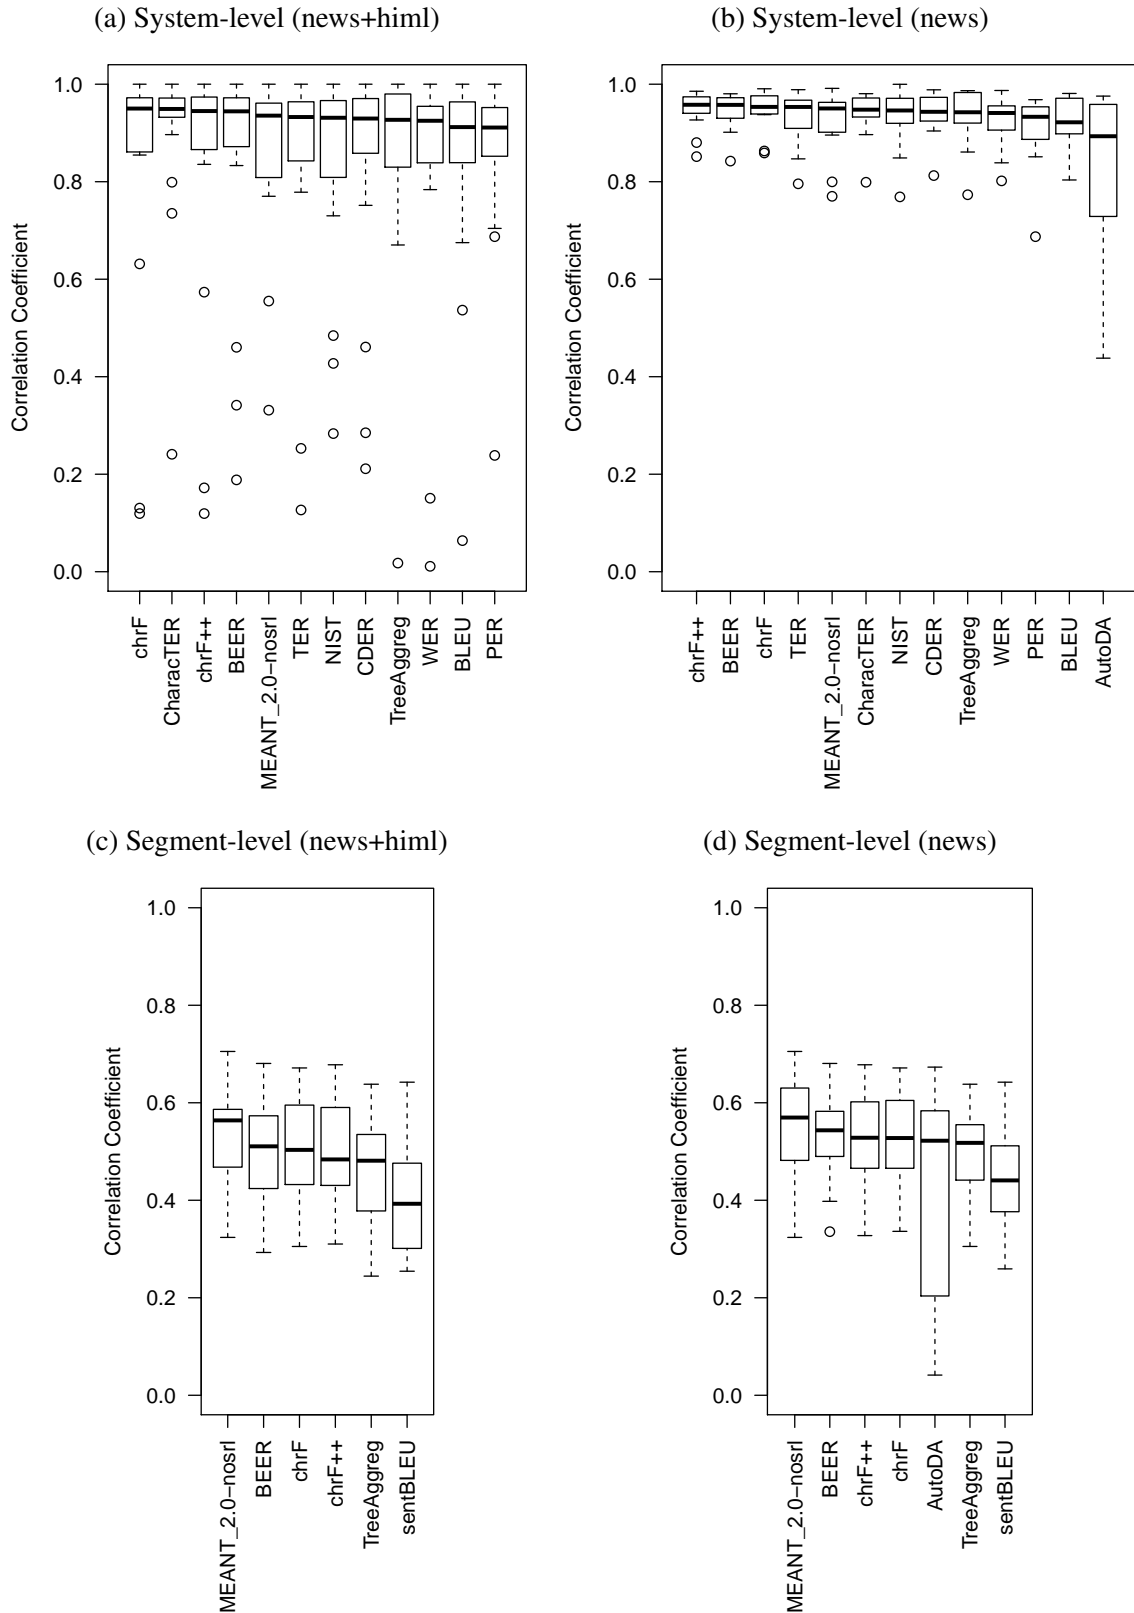 (a) System-level (news+himl)
Correlation Coefficient
1.0
0.8
0.6
0.4
0.2
0.0
chrF
CharacTER
chrF++
BEER
MEANT_2.0−nosrl
TER
NIST
CDER
TreeAggreg
WER
BLEU
PER
(b) System-level (news)
Correlation Coefficient
1.0
0.8
0.6
0.4
0.2
0.0
chrF++
BEER
chrF
TER
MEANT_2.0−nosrl
CharacTER
NIST
CDER
TreeAggreg
WER
PER
BLEU
AutoDA
(c) Segment-level (news+himl)
Correlation Coefficient
1.0
0.8
0.6
0.4
0.2
0.0
MEANT_2.0−nosrl
BEER
chrF
chrF++
TreeAggreg
sentBLEU
(d) Segment-level (news)
Correlation Coefficient
1.0
0.8
0.6
0.4
0.2
0.0
MEANT_2.0−nosrl
BEER
chrF++
chrF
AutoDA
TreeAggreg
sentBLEU